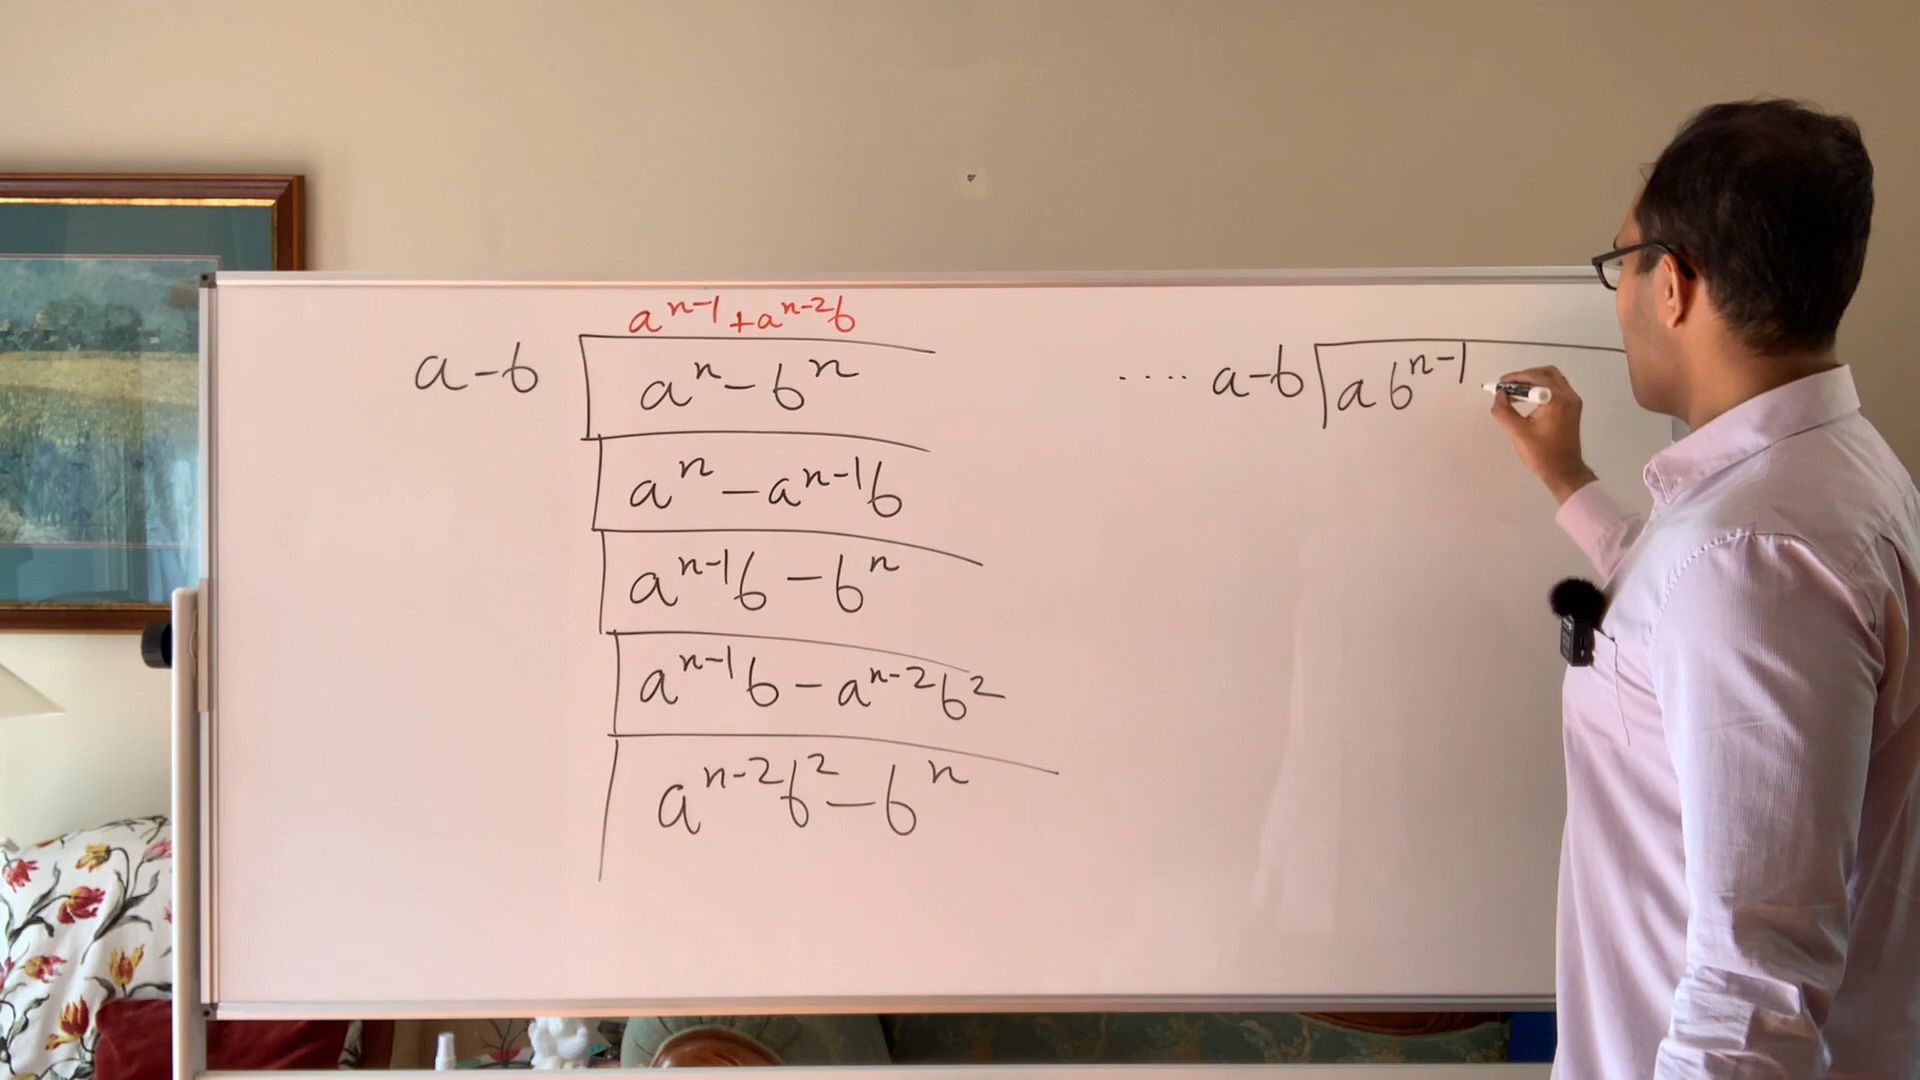 aⁿ⁻¹ + aⁿ⁻²b
a-b aⁿ - bⁿ
aⁿ - aⁿ⁻¹b
aⁿ⁻¹b - bⁿ
aⁿ⁻¹b - aⁿ⁻²b²
aⁿ⁻²b² - bⁿ
.... a-b abⁿ⁻¹